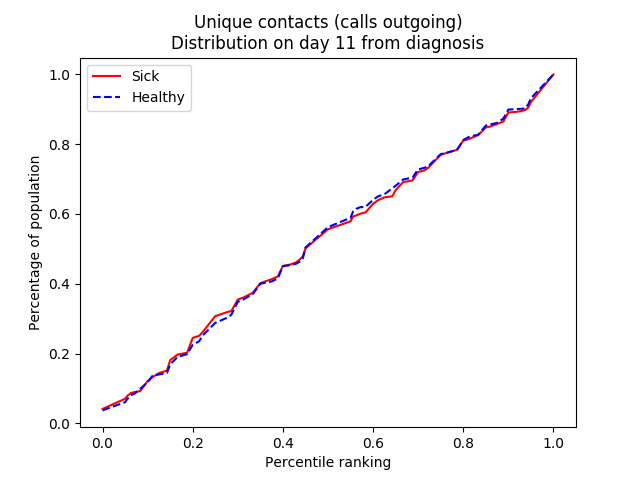 Unique contacts (calls outgoing)
Distribution on day 11 from diagnosis
Sick
Healthy
Percentage of population
1.0
0.8
0.6
0.4
0.2
0.0
0.0 0.2 0.4 0.6 0.8 1.0
Percentile ranking